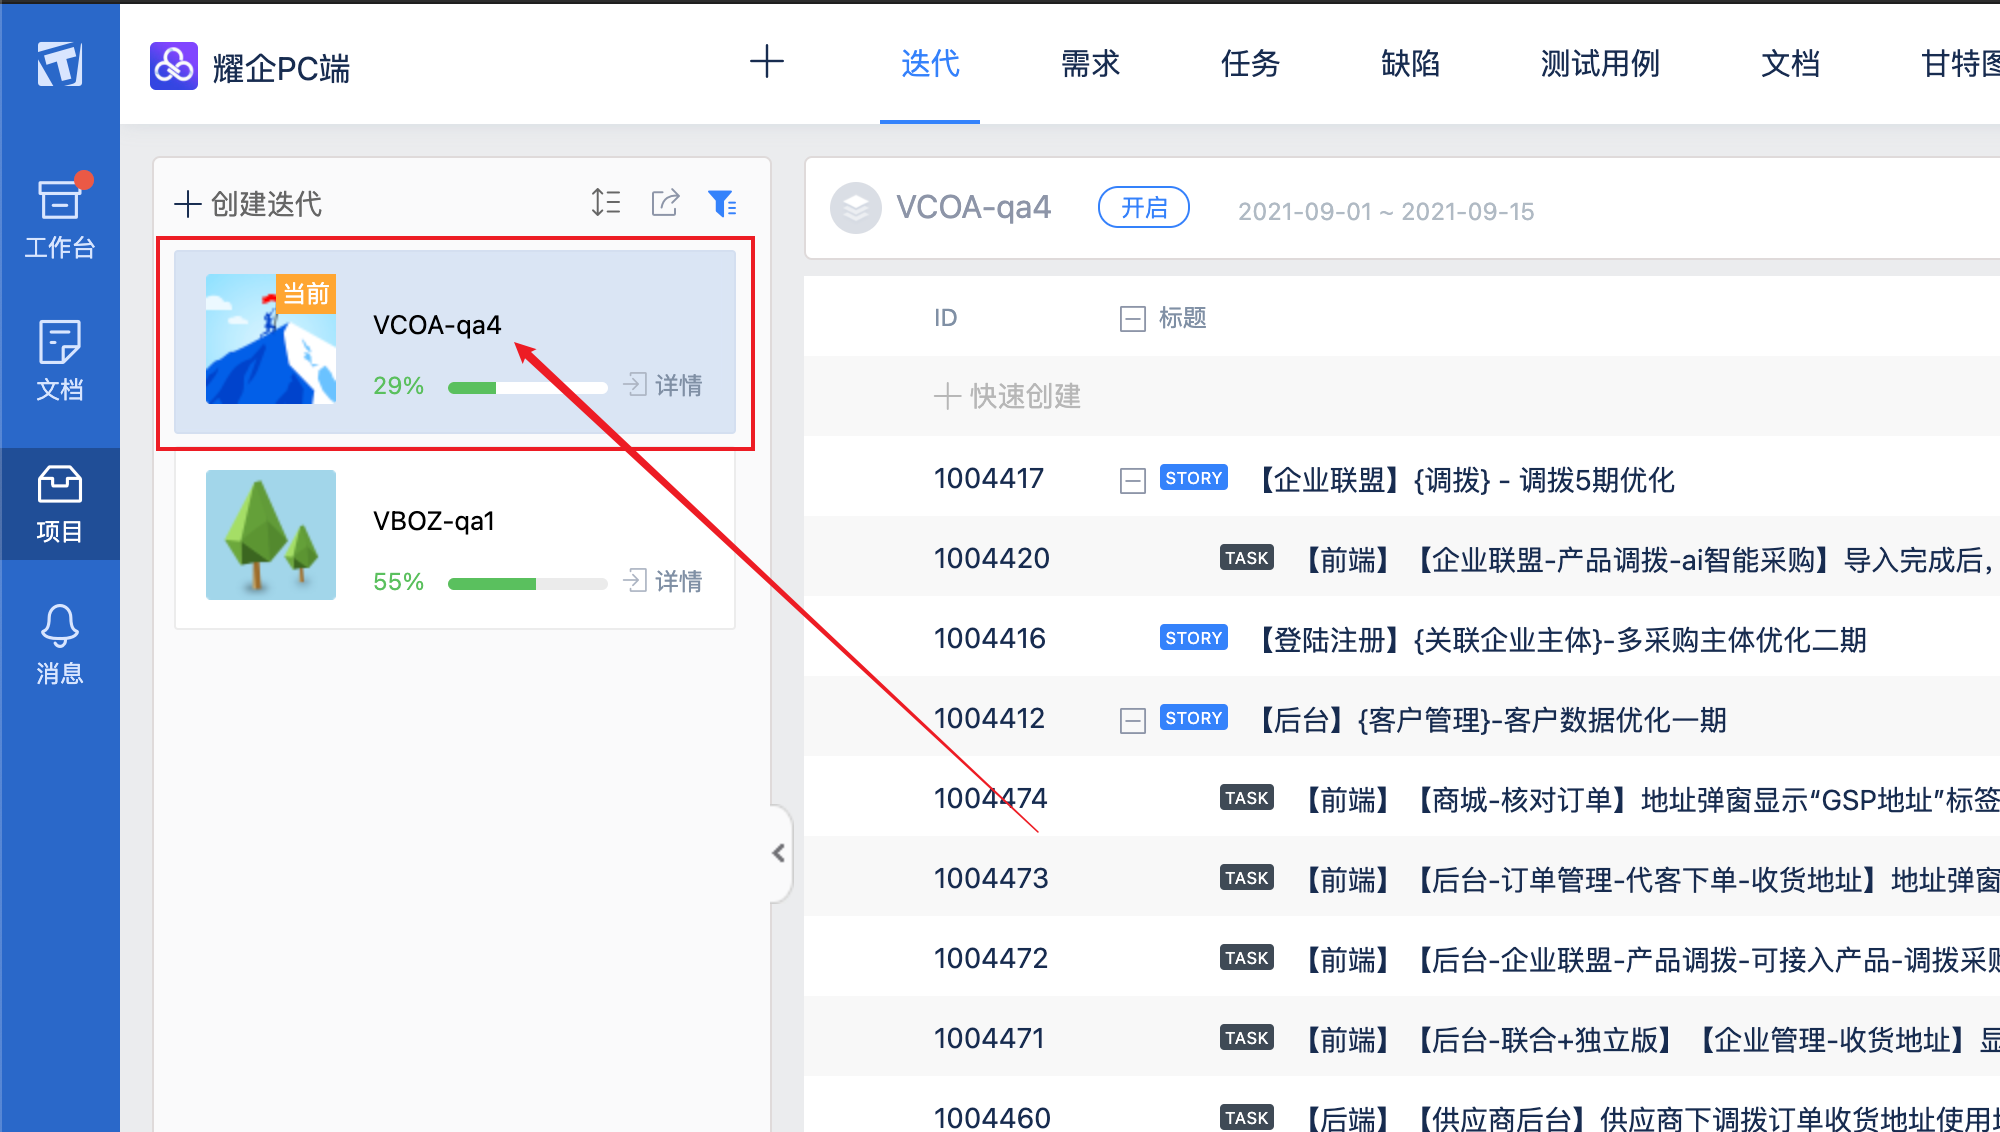 耀企PC端
迭代
需求
任务
缺陷
测试用例
文档
甘特图
工作台
文档
项目
消息
创建迭代
当前
VCOA-qa4
29%
详情
VBOZ-qa1
55%
详情
VCOA-qa4
开启
2021-09-01 ~ 2021-09-15
ID
标题
快速创建
1004417 STORY 【企业联盟】{调拨} - 调拨5期优化
1004420 TASK 【前端】【企业联盟-产品调拨-ai智能采购】导入完成后，
1004416 STORY 【登陆注册】{关联企业主体}-多采购主体优化二期
1004412 STORY 【后台】{客户管理}-客户数据优化一期
1004474 TASK 【前端】【商城-核对订单】地址弹窗显示“GSP地址”标签
1004473 TASK 【前端】【后台-订单管理-代客下单-收货地址】地址弹窗
1004472 TASK 【前端】【后台-企业联盟-产品调拨-可接入产品-调拨采购
1004471 TASK 【前端】【后台-联合+独立版】【企业管理-收货地址】显
1004460 TASK 【后端】【供应商后台】供应商下调拨订单收货地址使用